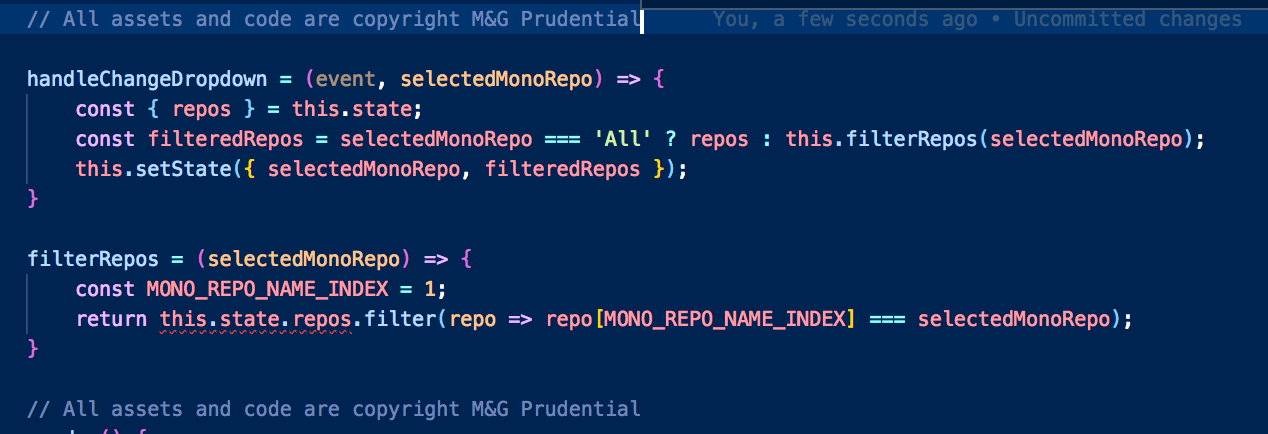 // All assets and code are copyright M&G Prudential You, a few seconds ago • Uncommitted changes
handleChangeDropdown = (event, selectedMonoRepo) => {
const { repos } = this.state;
const filteredRepos = selectedMonoRepo === 'All' ? repos : this.filterRepos(selectedMonoRepo);
this.setState({ selectedMonoRepo, filteredRepos });
}
filterRepos = (selectedMonoRepo) => {
const MONO_REPO_NAME_INDEX = 1;
return this.state.repos.filter(repo => repo[MONO_REPO_NAME_INDEX] === selectedMonoRepo);
}
// All assets and code are copyright M&G Prudential